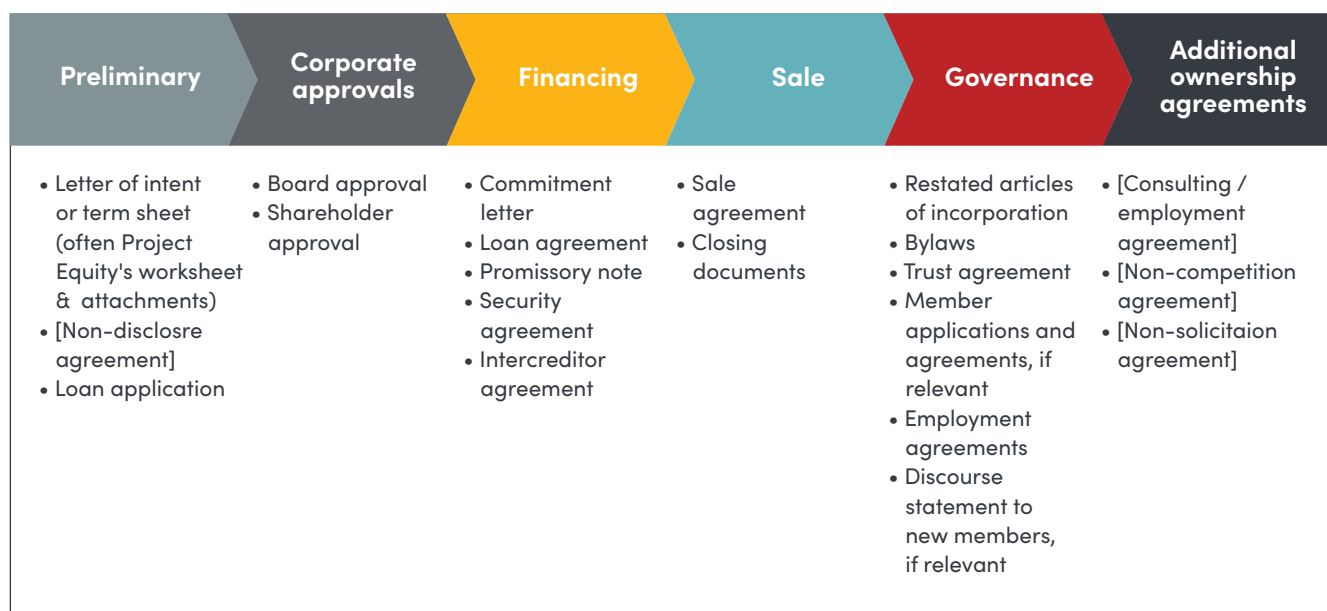 Preliminary
Corporate
approvals
Financing
Sale
Governance
Additional
ownership
agreements
• Letter of intent
or term sheet
(often Project
Equity's worksheet
& attachments)
• [Non-disclosre
agreement]
• Loan application
• Board approval
• Shareholder
approval
• Commitment
letter
• Loan agreement
• Promissory note
• Security
agreement
• Intercreditor
agreement
• Sale
agreement
• Closing
documents
• Restated articles
of incorporation
• Bylaws
• Trust agreement
• Member
applications and
agreements, if
relevant
• Employment
agreements
• Discourse
statement to
new members,
if relevant
• [Consulting /
employment
agreement]
• [Non-competition
agreement]
• [Non-solicitaion
agreement]